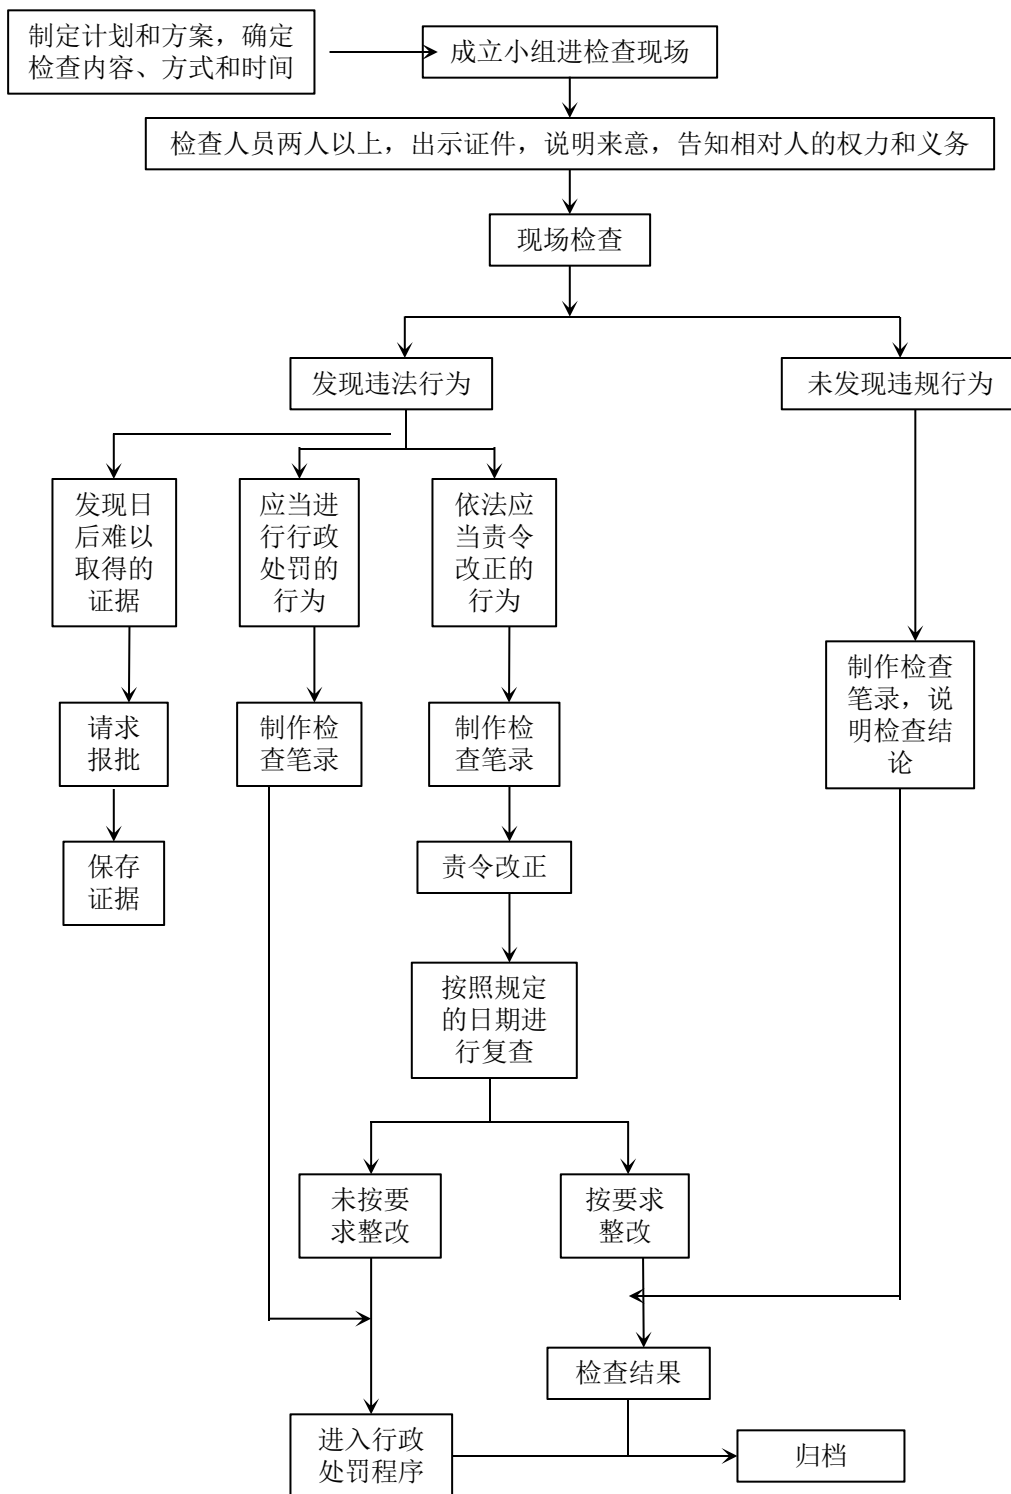 制定计划和方案，确定
检查内容、方式和时间
成立小组进检查现场
检查人员两人以上，出示证件，说明来意，告知相对人的权力和义务
现场检查
发现违法行为
未发现违规行为
发现日
后难以
取得的
证据
应当进
行行政
处罚的
行为
依法应
当责令
改正的
行为
制作检查
笔录，说
明检查结
论
请求
报批
制作检
查笔录
制作检
查笔录
保存
证据
责令改正
按照规定
的日期进
行复查
未按要
求整改
按要求
整改
检查结果
进入行政
处罚程序
归档